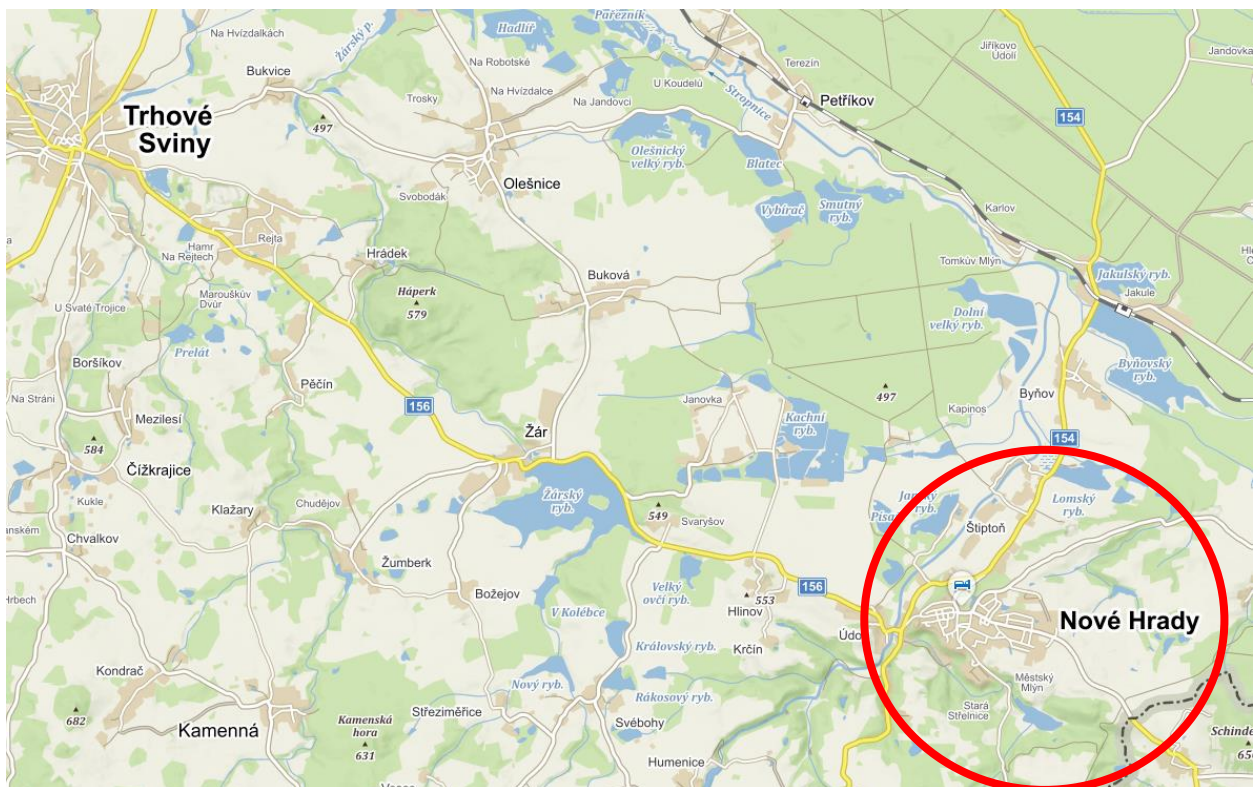 Na Hvízdalkách
Žárský p.
Hadlíř
Pařezník
Jiříkovo
Údolí
Jandovka
Bukvice
Na Robotské
U Koudelů
Terezín
Petříkov
Trosky
Na Hvízdalce
Na Jandovci
Stropnice
154
Trhové
Sviny
497
Olešnický
velký ryb.
Blatec
Olešnice
Svobodák
Vybírač
Smutný
ryb.
Karlov
Rejta
Hamr
Na Rejtech
Hrádek
Tomkův Mlýn
Jakulský ryb.
Jakule
Buková
Marouškův
Dvůr
Háperk
579
U Svaté Trojice
Dolní
velký ryb.
Prelát
Boršíkov
Byňovský
ryb.
Pěčín
Na Stráni
Mezilesí
156
Janovka
497
Byňov
Kapinos
Kachní
ryb.
Žár
584
Čížkrajice
154
Kukle
Chudějov
Žárský
ryb.
549
Lomský
ryb.
Klažary
Svaryšov
Štiptoň
Chvalkov
Žumberk
156
Velký
ovčí ryb.
Božejov
V Kolébce
Hlinov
553
Nové Hrady
Krčín
Královský ryb.
Kondrač
Nový ryb.
Rákosový ryb.
Městský
Mlýn
Stará
Střelnice
682
Kamenná
Kamenská
hora
631
Střeziměřice
Svébohy
Humenice